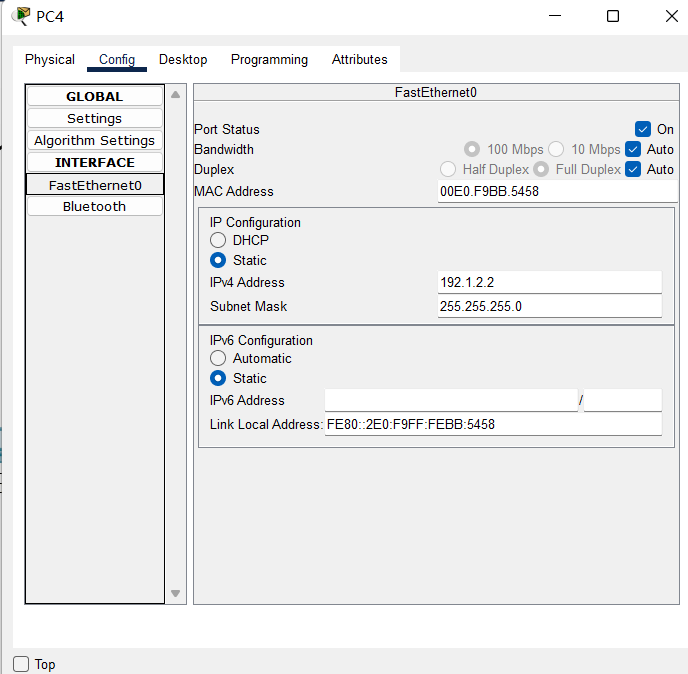 PC4
Physical Config Desktop Programming Attributes
GLOBAL
Settings
Algorithm Settings
INTERFACE
FastEthernet0
Bluetooth
FastEthernet0
Port Status On
Bandwidth 100 Mbps 10 Mbps Auto
Duplex Half Duplex Full Duplex Auto
MAC Address 00E0.F9BB.5458
IP Configuration
DHCP
Static
IPv4 Address 192.1.2.2
Subnet Mask 255.255.255.0
IPv6 Configuration
Automatic
Static
IPv6 Address /
Link Local Address: FE80::2E0:F9FF:FEBB:5458
Top